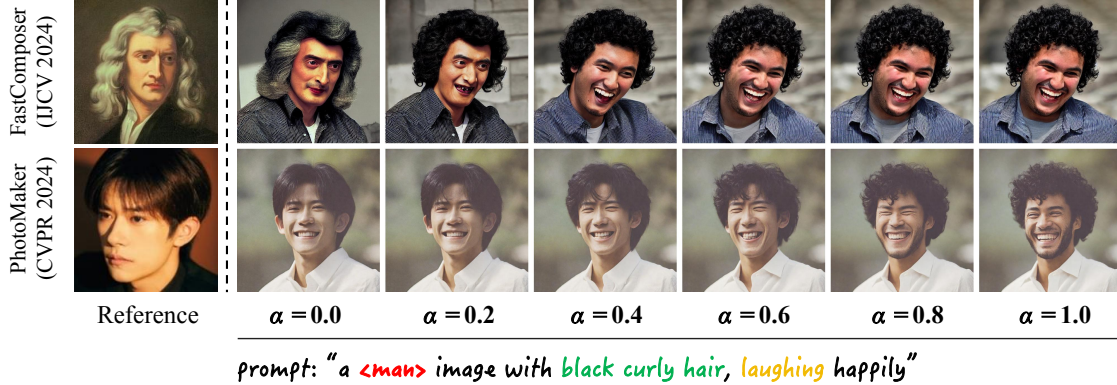 FastComposer
(IJCV 2024)
PhotoMaker
(CVPR 2024)
Reference
α = 0.0
α = 0.2
α = 0.4
α = 0.6
α = 0.8
α = 1.0
prompt: “a <man> image with black curly hair, laughing happily”